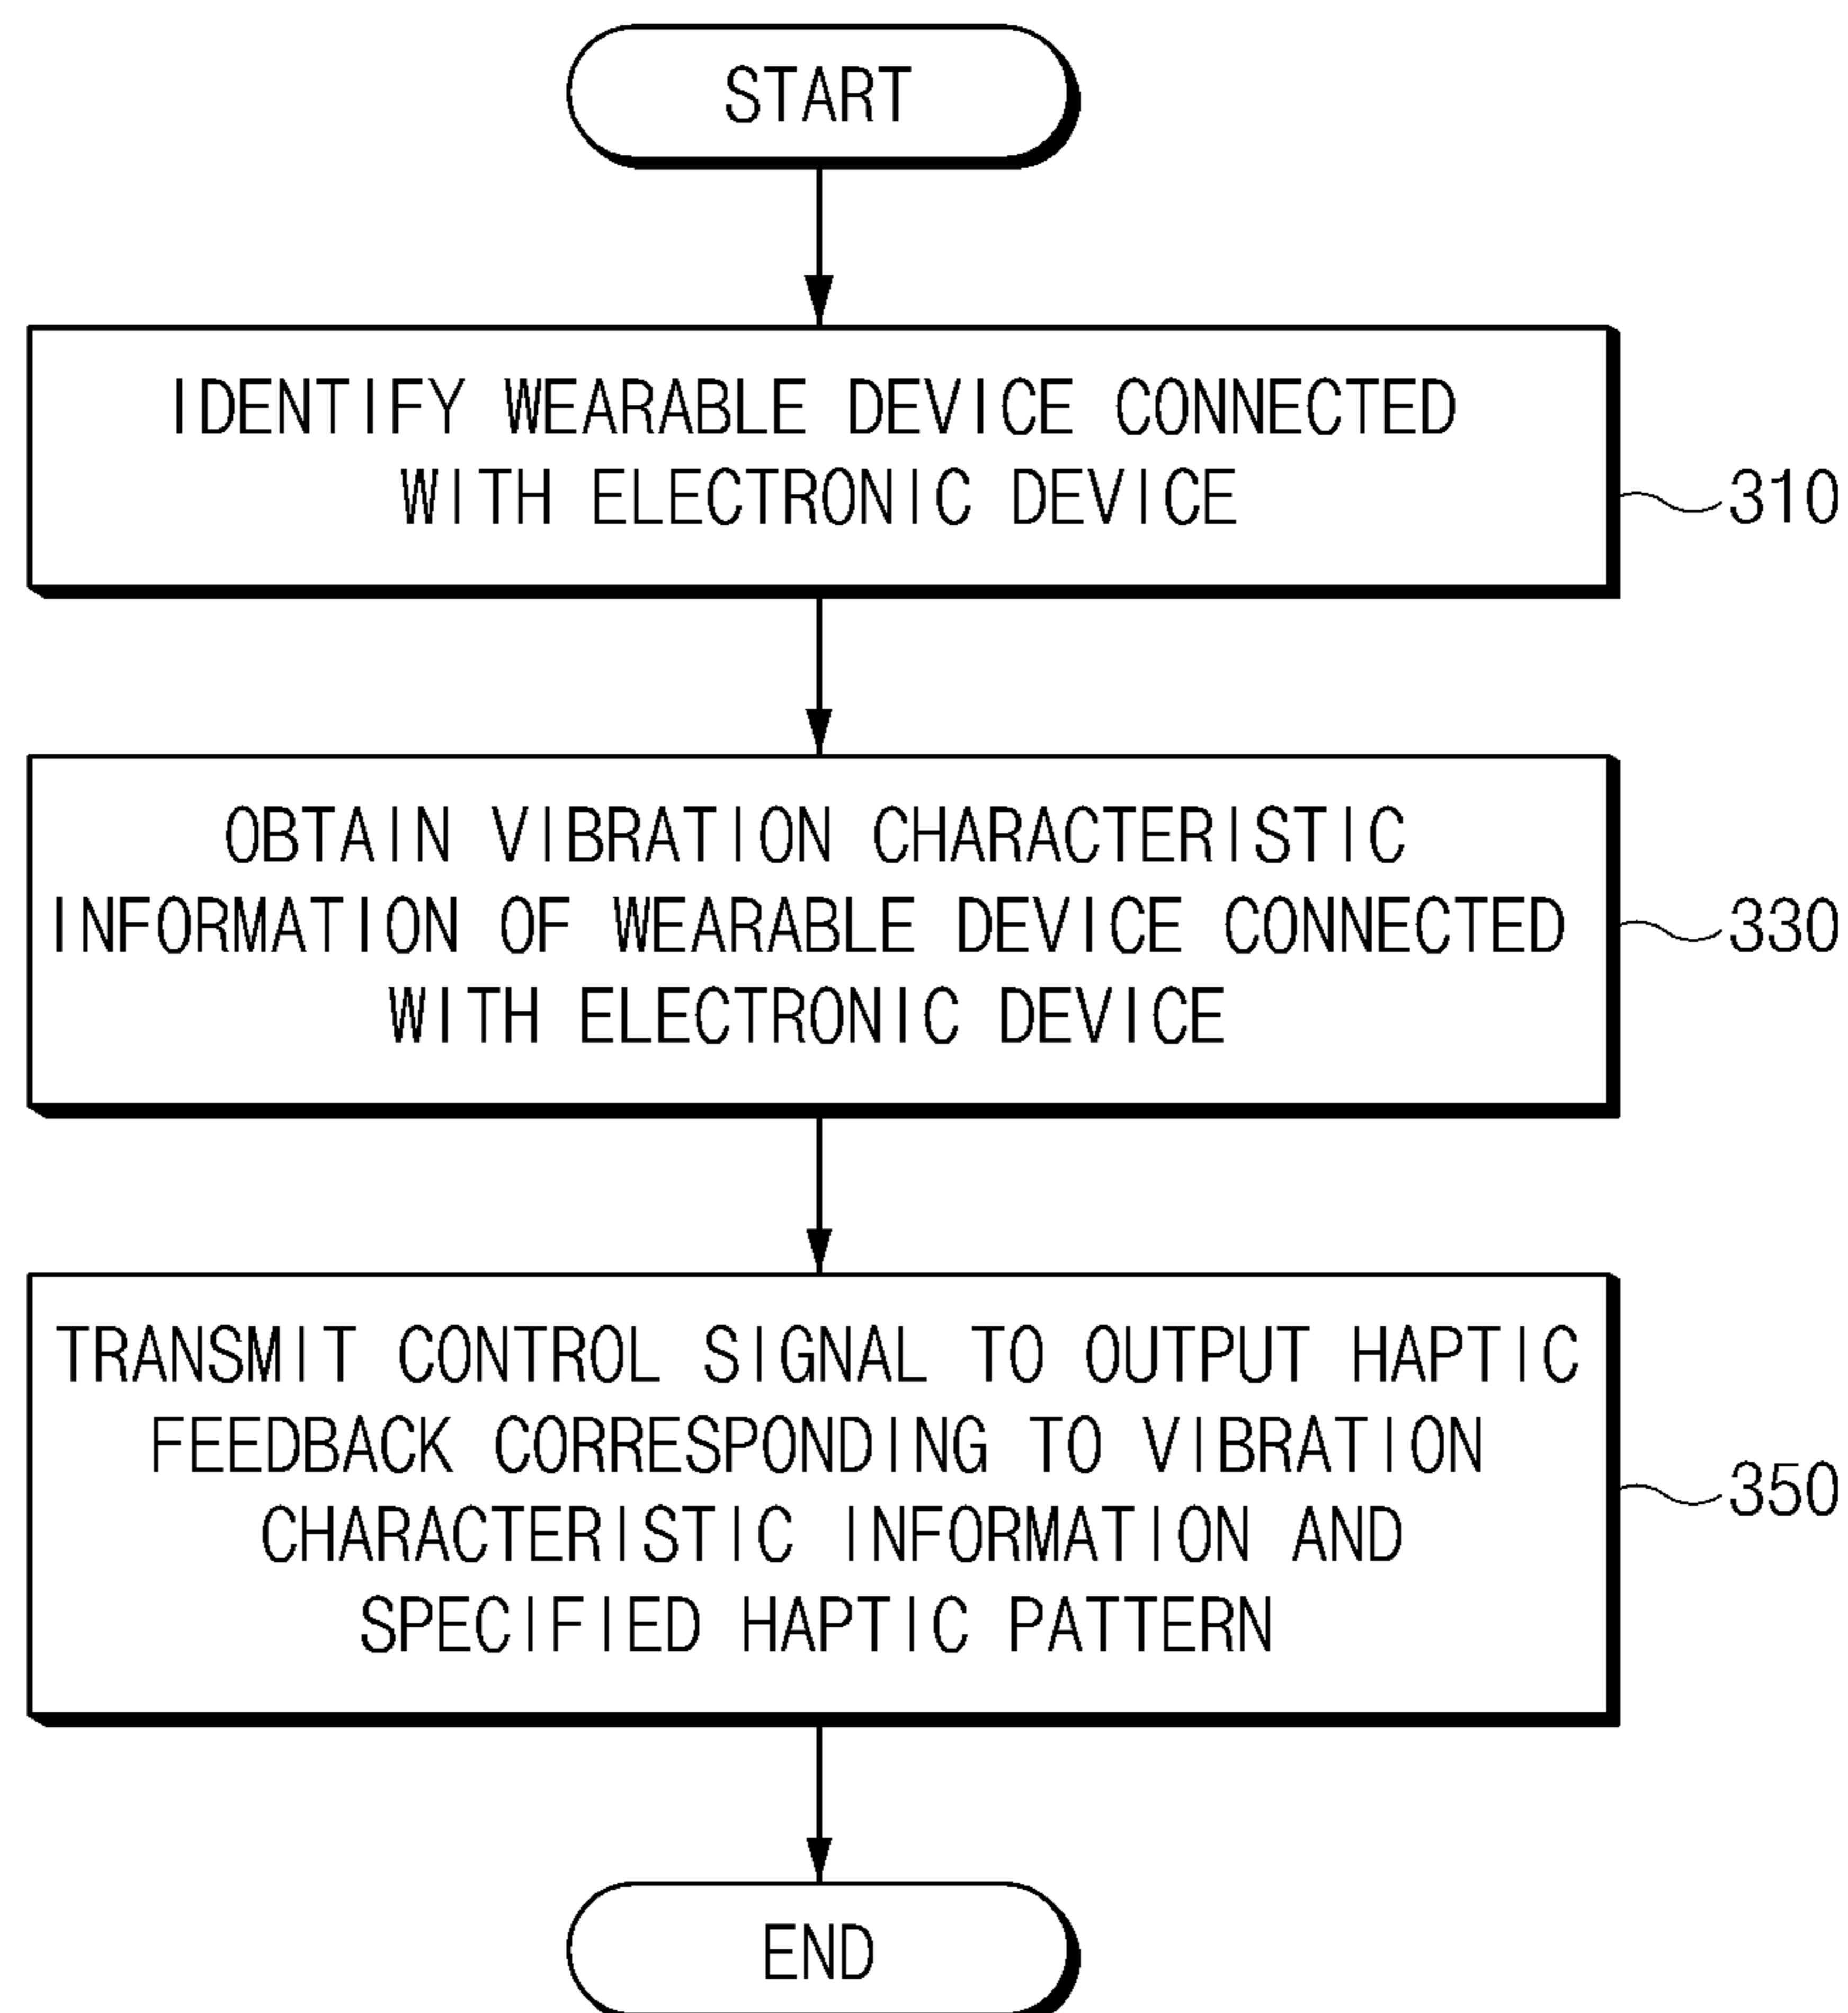 START
IDENTIFY WEARABLE DEVICE CONNECTED
WITH ELECTRONIC DEVICE
310
OBTAIN VIBRATION CHARACTERISTIC
INFORMATION OF WEARABLE DEVICE CONNECTED
WITH ELECTRONIC DEVICE
330
TRANSMIT CONTROL SIGNAL TO OUTPUT HAPTIC
FEEDBACK CORRESPONDING TO VIBRATION
CHARACTERISTIC INFORMATION AND
SPECIFIED HAPTIC PATTERN
350
END